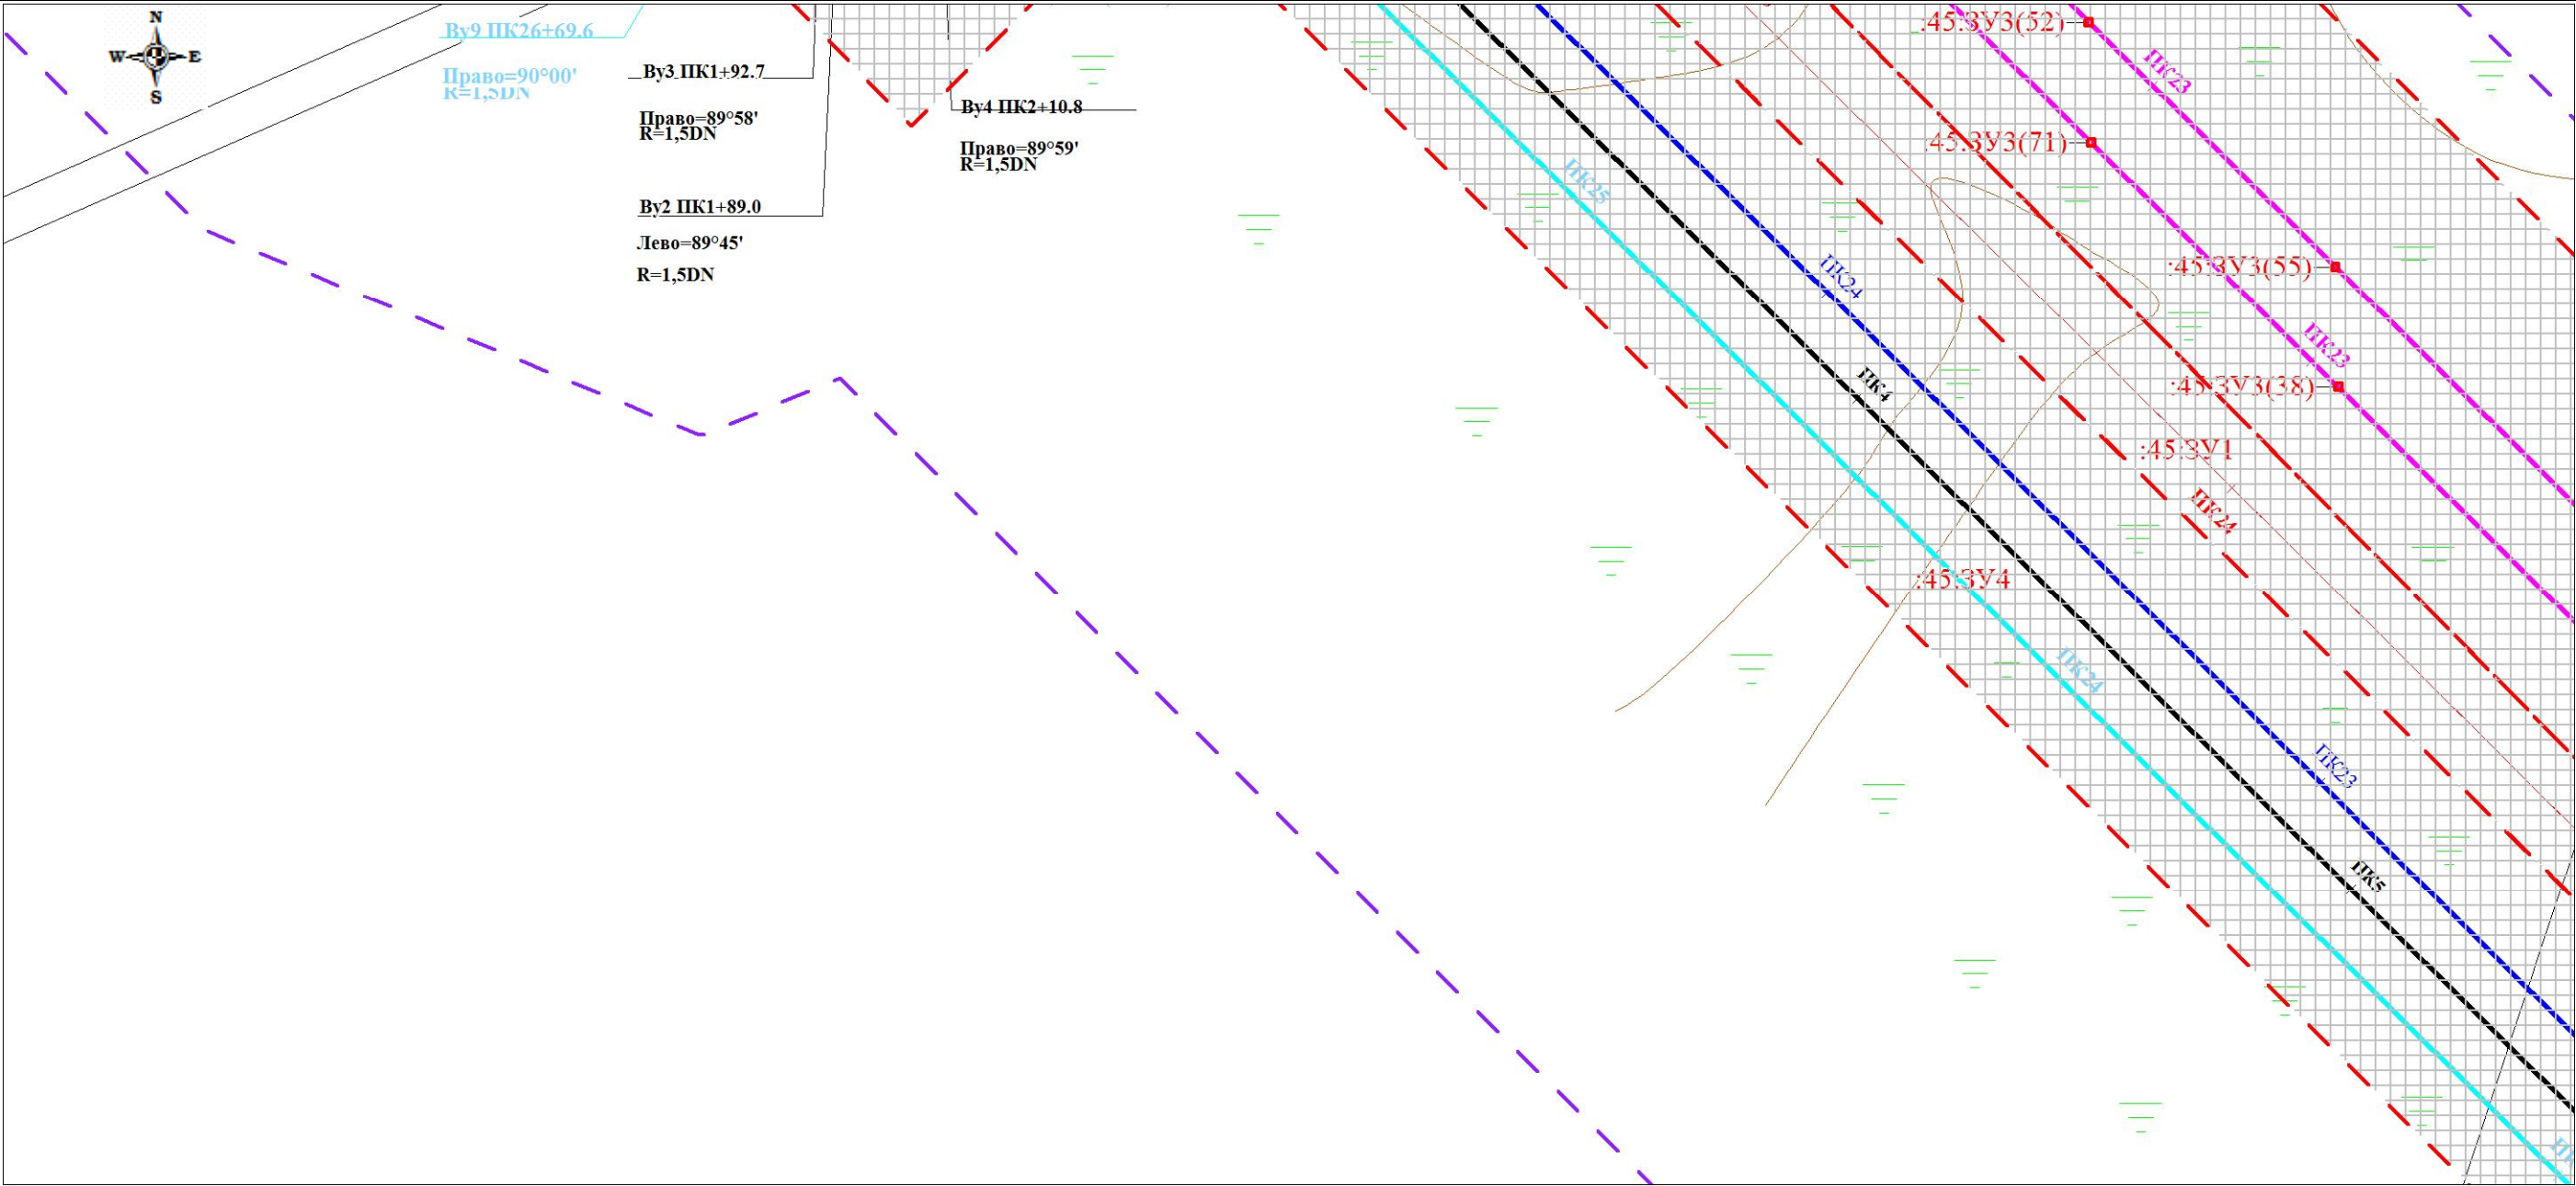 N
W
E
S
Ву9 ПК26+69.6
Право=90°00'
R=1,5DN
Ву3 ПК1+92.7
Право=89°58'
R=1,5DN
Ву4 ПК2+10.8
Право=89°59'
R=1,5DN
Ву2 ПК1+89.0
Лево=89°45'
R=1,5DN
:45:ЗУ3(52)
ПК23
:45:ЗУ3(71)
ПК25
ПК24
:45:ЗУ3(55)
ПК23
:45:ЗУ3(38)
ПК4
:45:ЗУ1
ПК24
:45:ЗУ4
ПК24
ПК23
ПК5